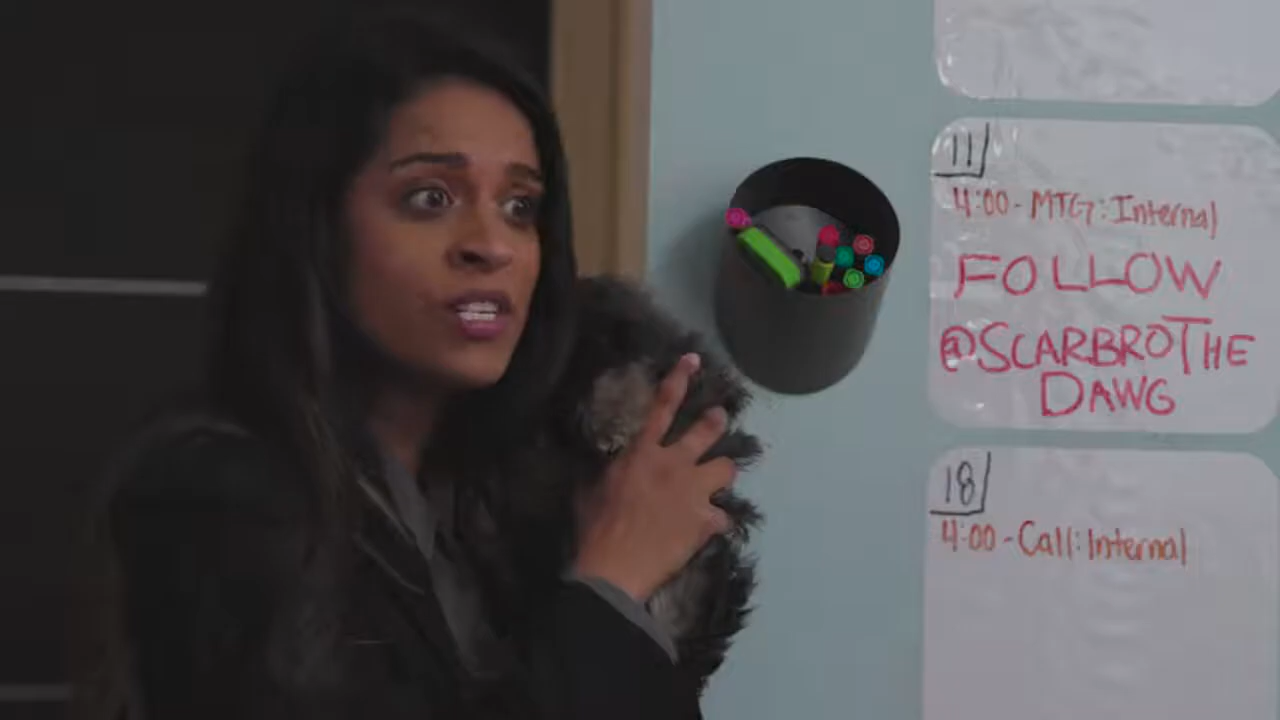 11
4:00 - MTG: Internal
FOLLOW
@SCARBROTHE
DAWG
18
4:00 - Call: Internal